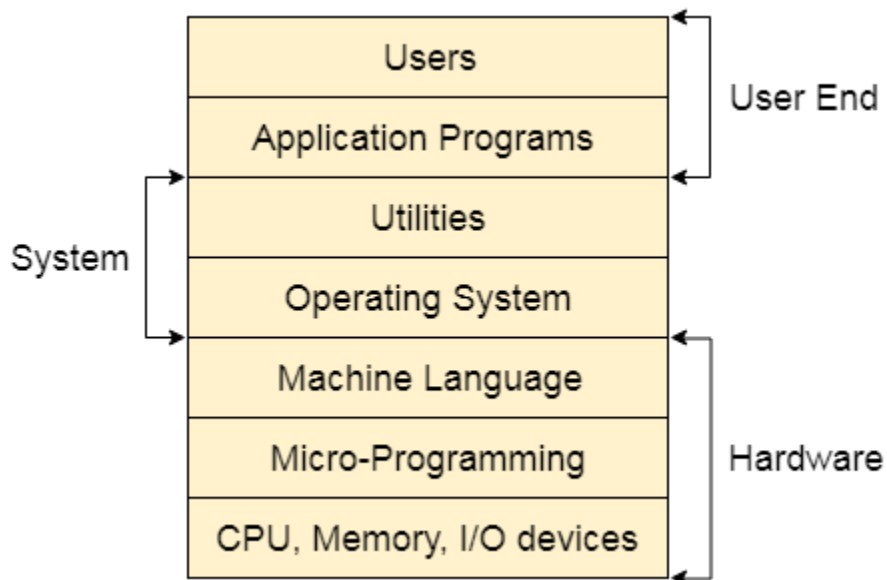 Users
User End
Application Programs
Utilities
System
Operating System
Machine Language
Micro-Programming
Hardware
CPU, Memory, I/O devices